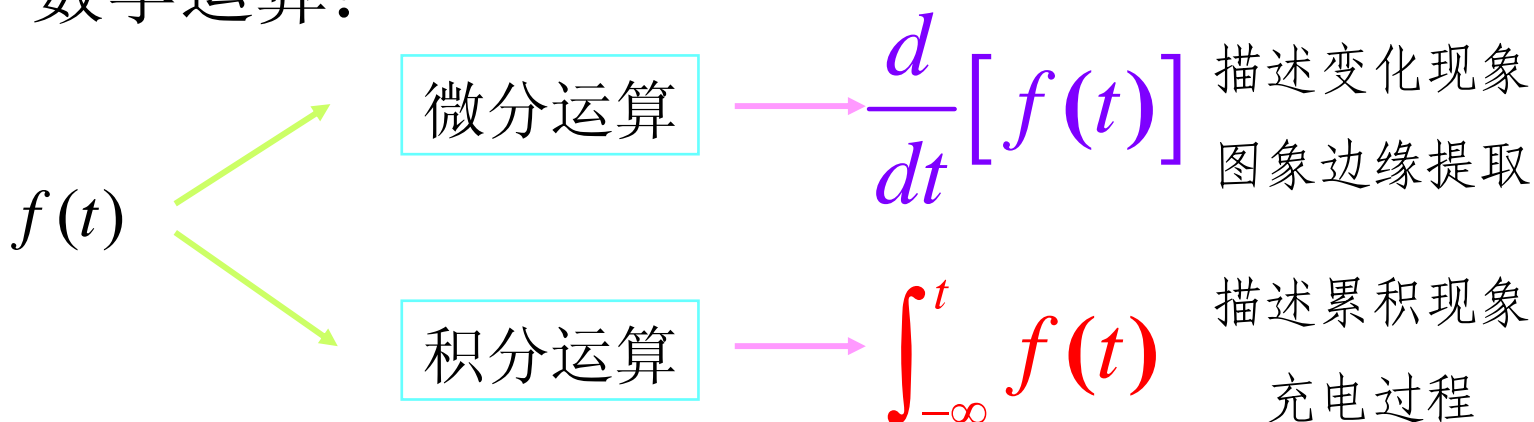 数学运算：
f(t)
微分运算
d/dt [f(t)]
描述变化现象
图象边缘提取
积分运算
∫_{-∞}^{t} f(t)
描述累积现象
充电过程